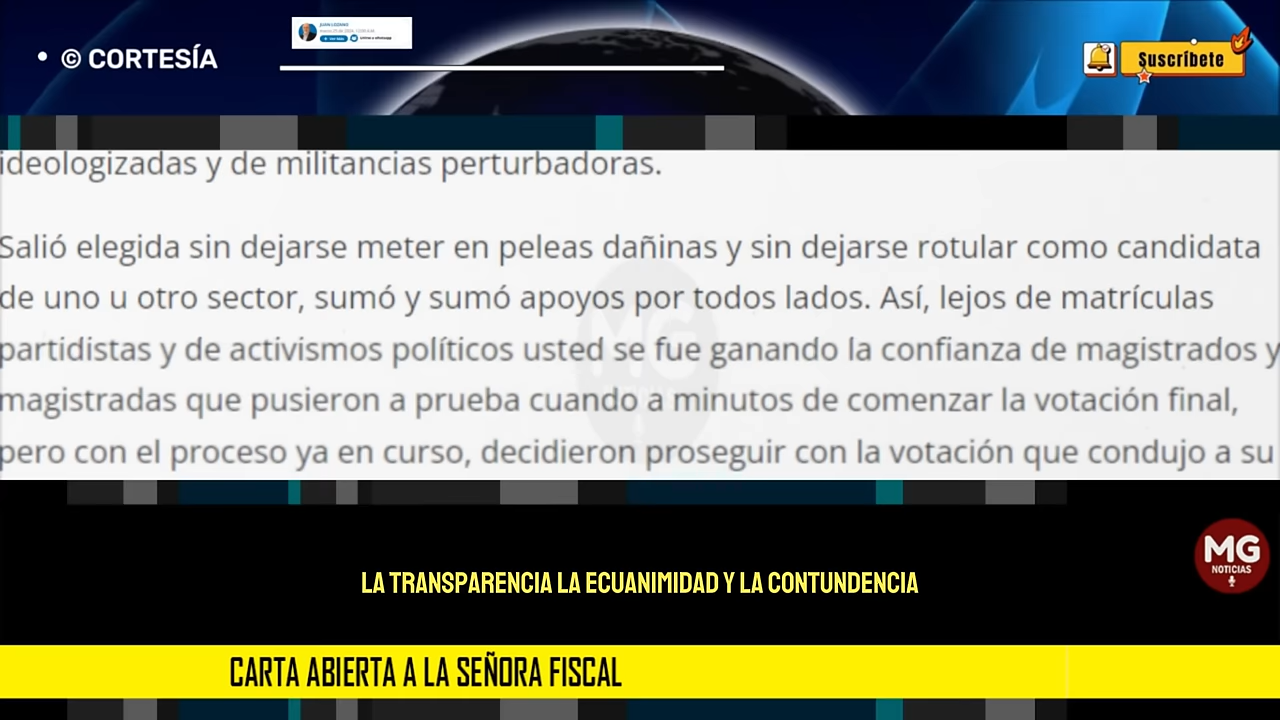 JUAN LOZANO
• © CORTESÍA
Suscríbete
ideologizadas y de militancias perturbadoras.
Salió elegida sin dejarse meter en peleas dañinas y sin dejarse rotular como candidata
de uno u otro sector, sumó y sumó apoyos por todos lados. Así, lejos de matrículas
partidistas y de activismos políticos usted se fue ganando la confianza de magistrados y
magistradas que pusieron a prueba cuando a minutos de comenzar la votación final,
pero con el proceso ya en curso, decidieron proseguir con la votación que condujo a su
MG
NOTICIAS
LA TRANSPARENCIA LA ECUANIMIDAD Y LA CONTUNDENCIA
CARTA ABIERTA A LA SEÑORA FISCAL